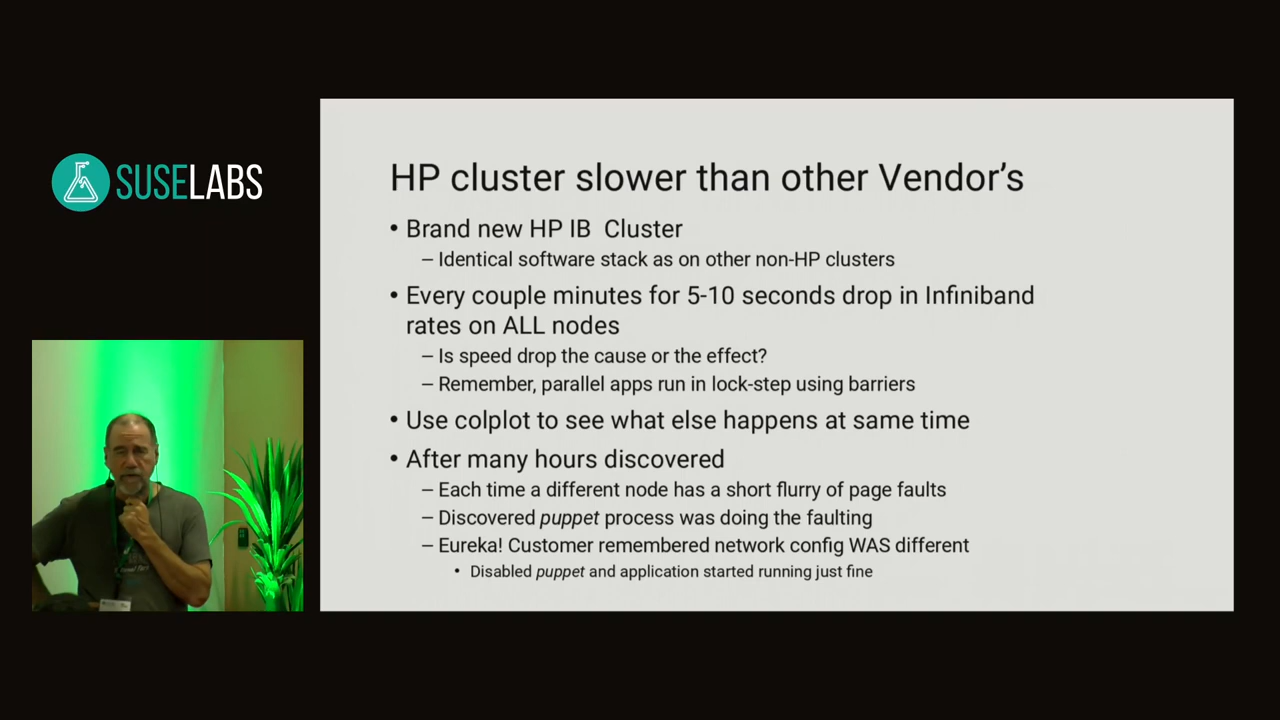 SUSELABS
HP cluster slower than other Vendor’s
• Brand new HP IB  Cluster
– Identical software stack as on other non-HP clusters
• Every couple minutes for 5-10 seconds drop in Infiniband
rates on ALL nodes
– Is speed drop the cause or the effect?
– Remember, parallel apps run in lock-step using barriers
• Use colplot to see what else happens at same time
• After many hours discovered
– Each time a different node has a short flurry of page faults
– Discovered puppet process was doing the faulting
– Eureka! Customer remembered network config WAS different
• Disabled puppet and application started running just fine